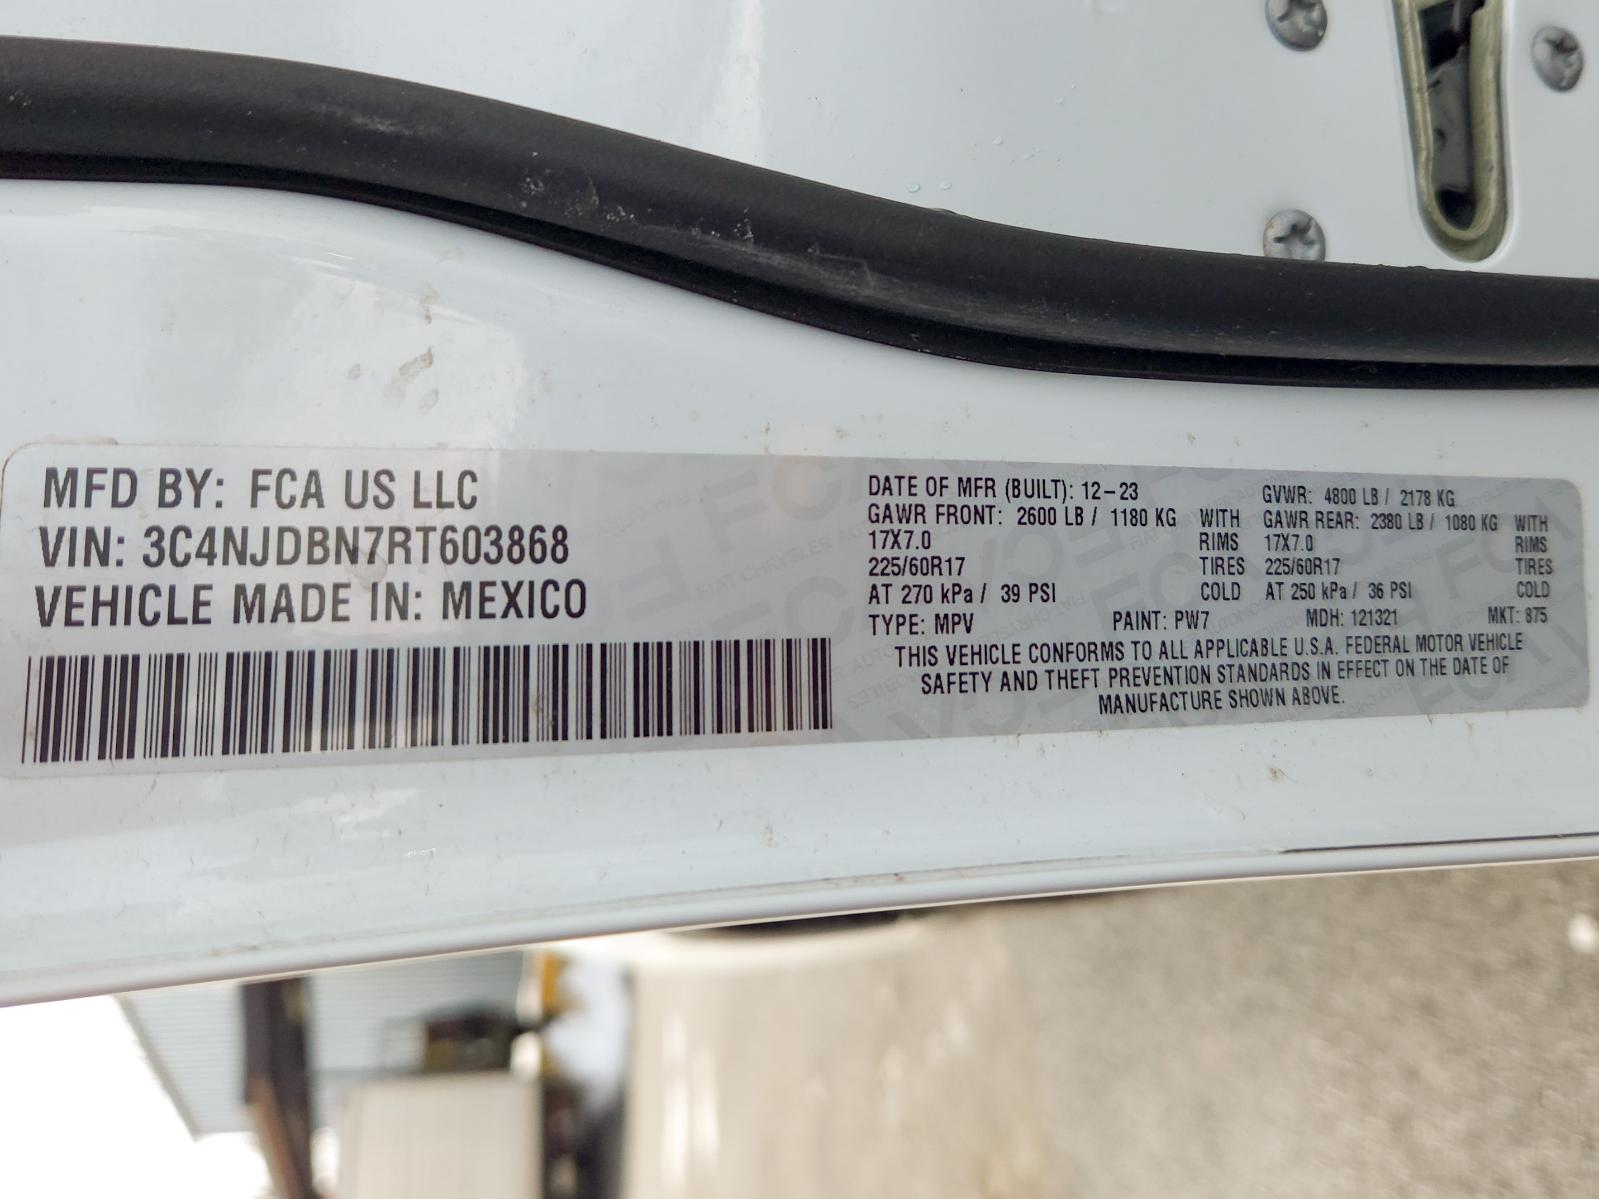 MFD BY: FCA US LLC
VIN: 3C4NJDBN7RT603868
VEHICLE MADE IN: MEXICO
DATE OF MFR (BUILT): 12-23 GVWR: 4800 LB / 2178 KG
GAWR FRONT: 2600 LB / 1180 KG WITH GAWR REAR: 2380 LB / 1080 KG WITH
17X7.0 RIMS 17X7.0 RIMS
225/60R17 TIRES 225/60R17 TIRES
AT 270 kPa / 39 PSI COLD AT 250 kPa / 36 PSI COLD
TYPE: MPV PAINT: PW7 MDH: 121321 MKT: 875
THIS VEHICLE CONFORMS TO ALL APPLICABLE U.S.A. FEDERAL MOTOR VEHICLE
SAFETY AND THEFT PREVENTION STANDARDS IN EFFECT ON THE DATE OF
MANUFACTURE SHOWN ABOVE.